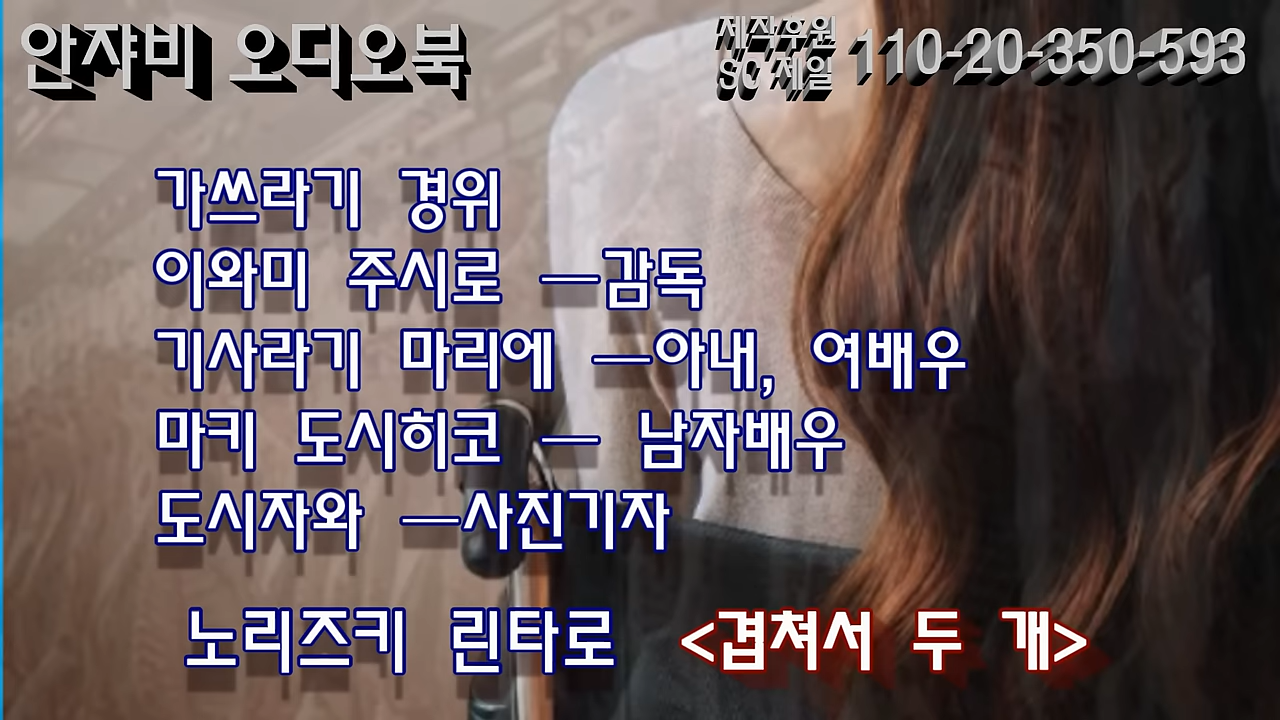 안쟈비 오디오북
제작후원
SC 제일 110-20-350-593
가쓰라기 경위
이와미 주시로 —감독
기사라기 마리에 —아내, 여배우
마키 도시히코 — 남자배우
도시자와 —사진기자
노리즈키 린타로 <겹쳐서 두 개>